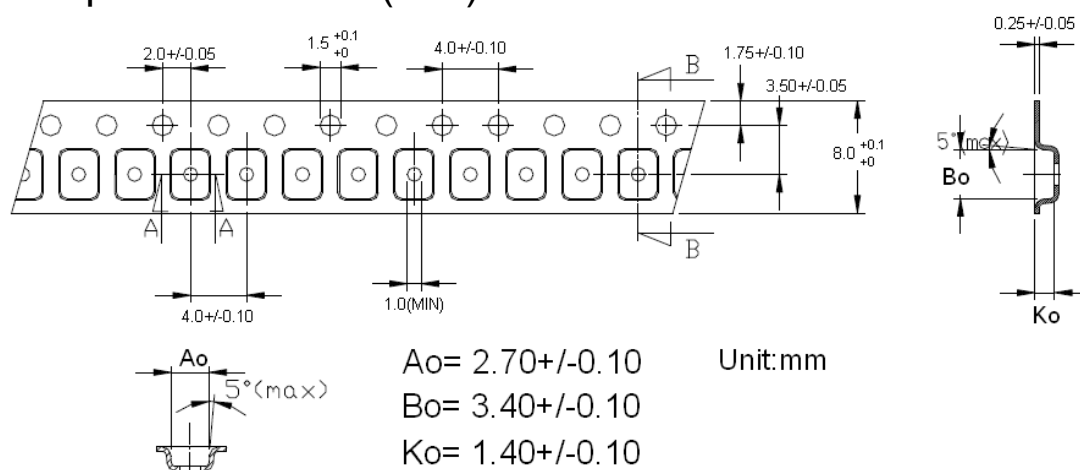 0.25+/-0.05
2.0+/-0.05
1.5 +0.1
+0
4.0+/-0.10
1.75+/-0.10
B
3.50+/-0.05
8.0 +0.1
+0
5°(max)
Bo
A
A
B
4.0+/-0.10
1.0(MIN)
Ko
Ao
5°(max)
Ao= 2.70+/-0.10
Unit:mm
Bo= 3.40+/-0.10
Ko= 1.40+/-0.10